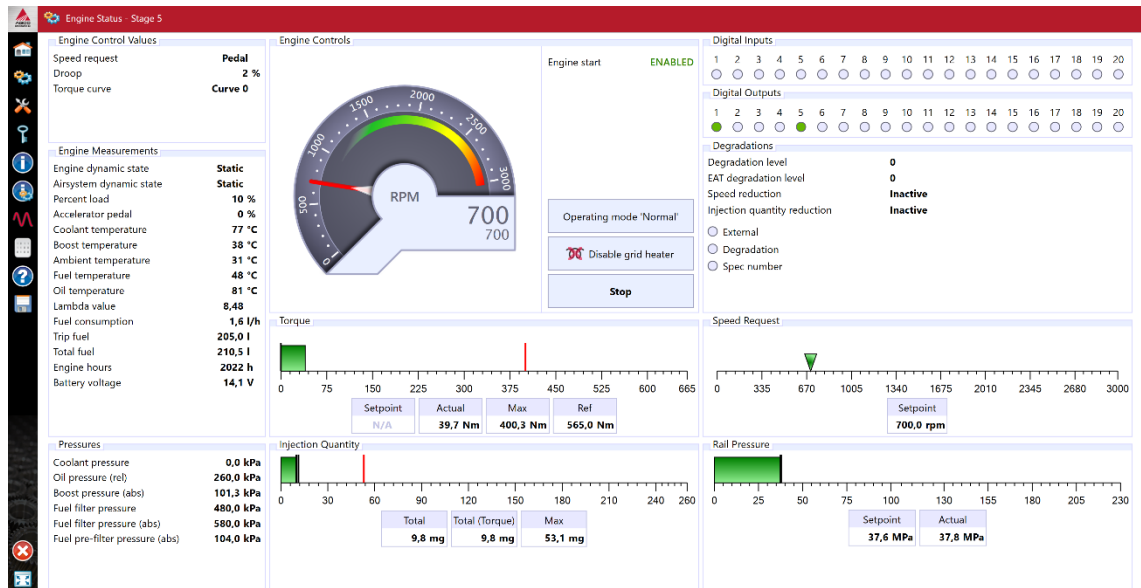 Engine Status - Stage 5
Engine Control Values
Speed request Pedal
Droop 2 %
Torque curve Curve 0
Engine Measurements
Engine dynamic state Static
Airsystem dynamic state Static
Percent load 10 %
Accelerator pedal 0 %
Coolant temperature 77 °C
Boost temperature 38 °C
Ambient temperature 31 °C
Fuel temperature 48 °C
Oil temperature 81 °C
Lambda value 8,48
Fuel consumption 1,6 l/h
Trip fuel 205,0 l
Total fuel 210,5 l
Engine hours 2022 h
Battery voltage 14,1 V
Pressures
Coolant pressure 0,0 kPa
Oil pressure (rel) 260,0 kPa
Boost pressure (abs) 101,3 kPa
Fuel filter pressure 480,0 kPa
Fuel filter pressure (abs) 580,0 kPa
Fuel pre-filter pressure (abs) 104,0 kPa
Engine Controls
0 500 1000 1500 2000 2500 3000
RPM
700
700
Engine start ENABLED
Operating mode 'Normal'
Disable grid heater
Stop
Torque
0 75 150 225 300 375 450 525 600 665
Setpoint Actual Max Ref
N/A 39,7 Nm 400,3 Nm 565,0 Nm
Injection Quantity
0 30 60 90 120 150 180 210 240 260
Total Total (Torque) Max
9,8 mg 9,8 mg 53,1 mg
Digital Inputs
1 2 3 4 5 6 7 8 9 10 11 12 13 14 15 16 17 18 19 20
Digital Outputs
1 2 3 4 5 6 7 8 9 10 11 12 13 14 15 16 17 18 19 20
Degradations
Degradation level 0
EAT degradation level 0
Speed reduction Inactive
Injection quantity reduction Inactive
External
Degradation
Spec number
Speed Request
0 335 670 1005 1340 1675 2010 2345 2680 3000
Setpoint
700,0 rpm
Rail Pressure
0 25 50 75 100 130 155 180 205 230
Setpoint Actual
37,6 MPa 37,8 MPa